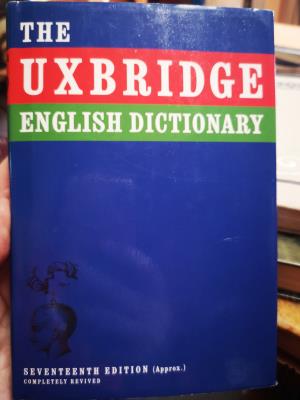 THE
UXBRIDGE
ENGLISH DICTIONARY
SEVENTEENTH EDITION (Approx.)
COMPLETELY REVIVED